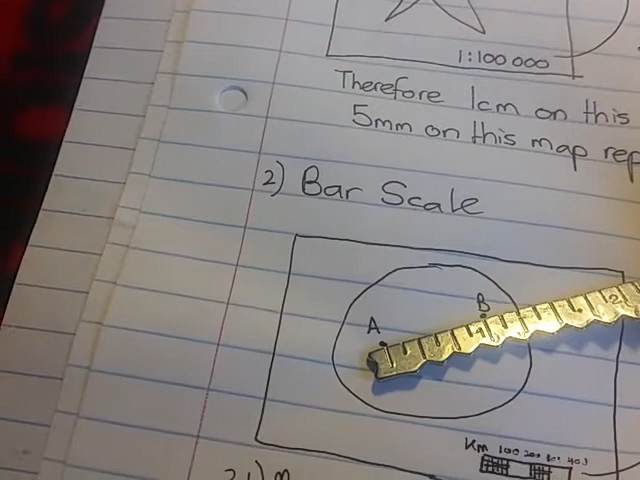 1:100 000
Therefore 1cm on this
5mm on this map rep
2) Bar Scale
B
A
Km 100 200 400